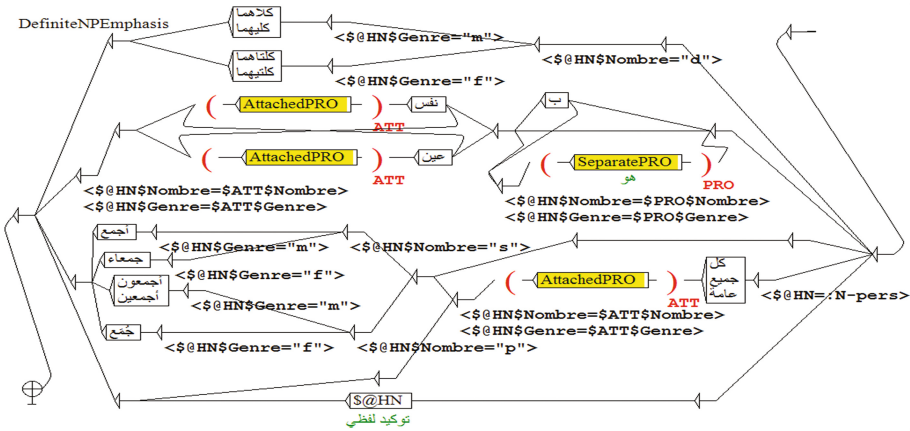 DefiniteNPEmphasis
كلاهما
كليهما
<$@HN$Genre="m">
كلتاهما
كلتيهما
<$@HN$Genre="f">
<$@HN$Nombre="d">
( AttachedPRO )ATT نفس
( AttachedPRO )ATT عين
<$@HN$Nombre=$ATT$Nombre>
<$@HN$Genre=$ATT$Genre>
ب
( SeparatePRO )PRO
هو
<$@HN$Nombre=$PRO$Nombre>
<$@HN$Genre=$PRO$Genre>
أجمع
<$@HN$Genre="m">
<$@HN$Nombre="s">
جمعاء
<$@HN$Genre="f">
أجمعون
أجمعين
<$@HN$Genre="m">
جُمَع
<$@HN$Genre="f">
<$@HN$Nombre="p">
( AttachedPRO )ATT
كل
جميع
عامة
<$@HN=:N-pers>
<$@HN$Nombre=$ATT$Nombre>
<$@HN$Genre=$ATT$Genre>
$@HN
توكيد لفظي